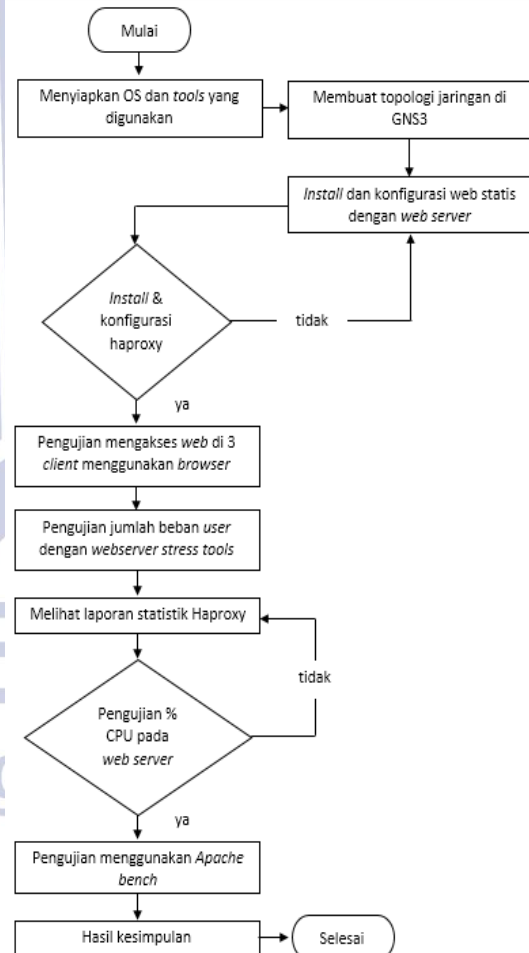 Mulai
Menyiapkan OS dan tools yang
digunakan
Membuat topologi jaringan di
GNS3
Install dan konfigurasi web statis
dengan web server
Install &
konfigurasi
haproxy
tidak
ya
Pengujian mengakses web di 3
client menggunakan browser
Pengujian jumlah beban user
dengan webserver stress tools
Melihat laporan statistik Haproxy
tidak
Pengujian %
CPU pada
web server
ya
Pengujian menggunakan Apache
bench
Hasil kesimpulan
Selesai